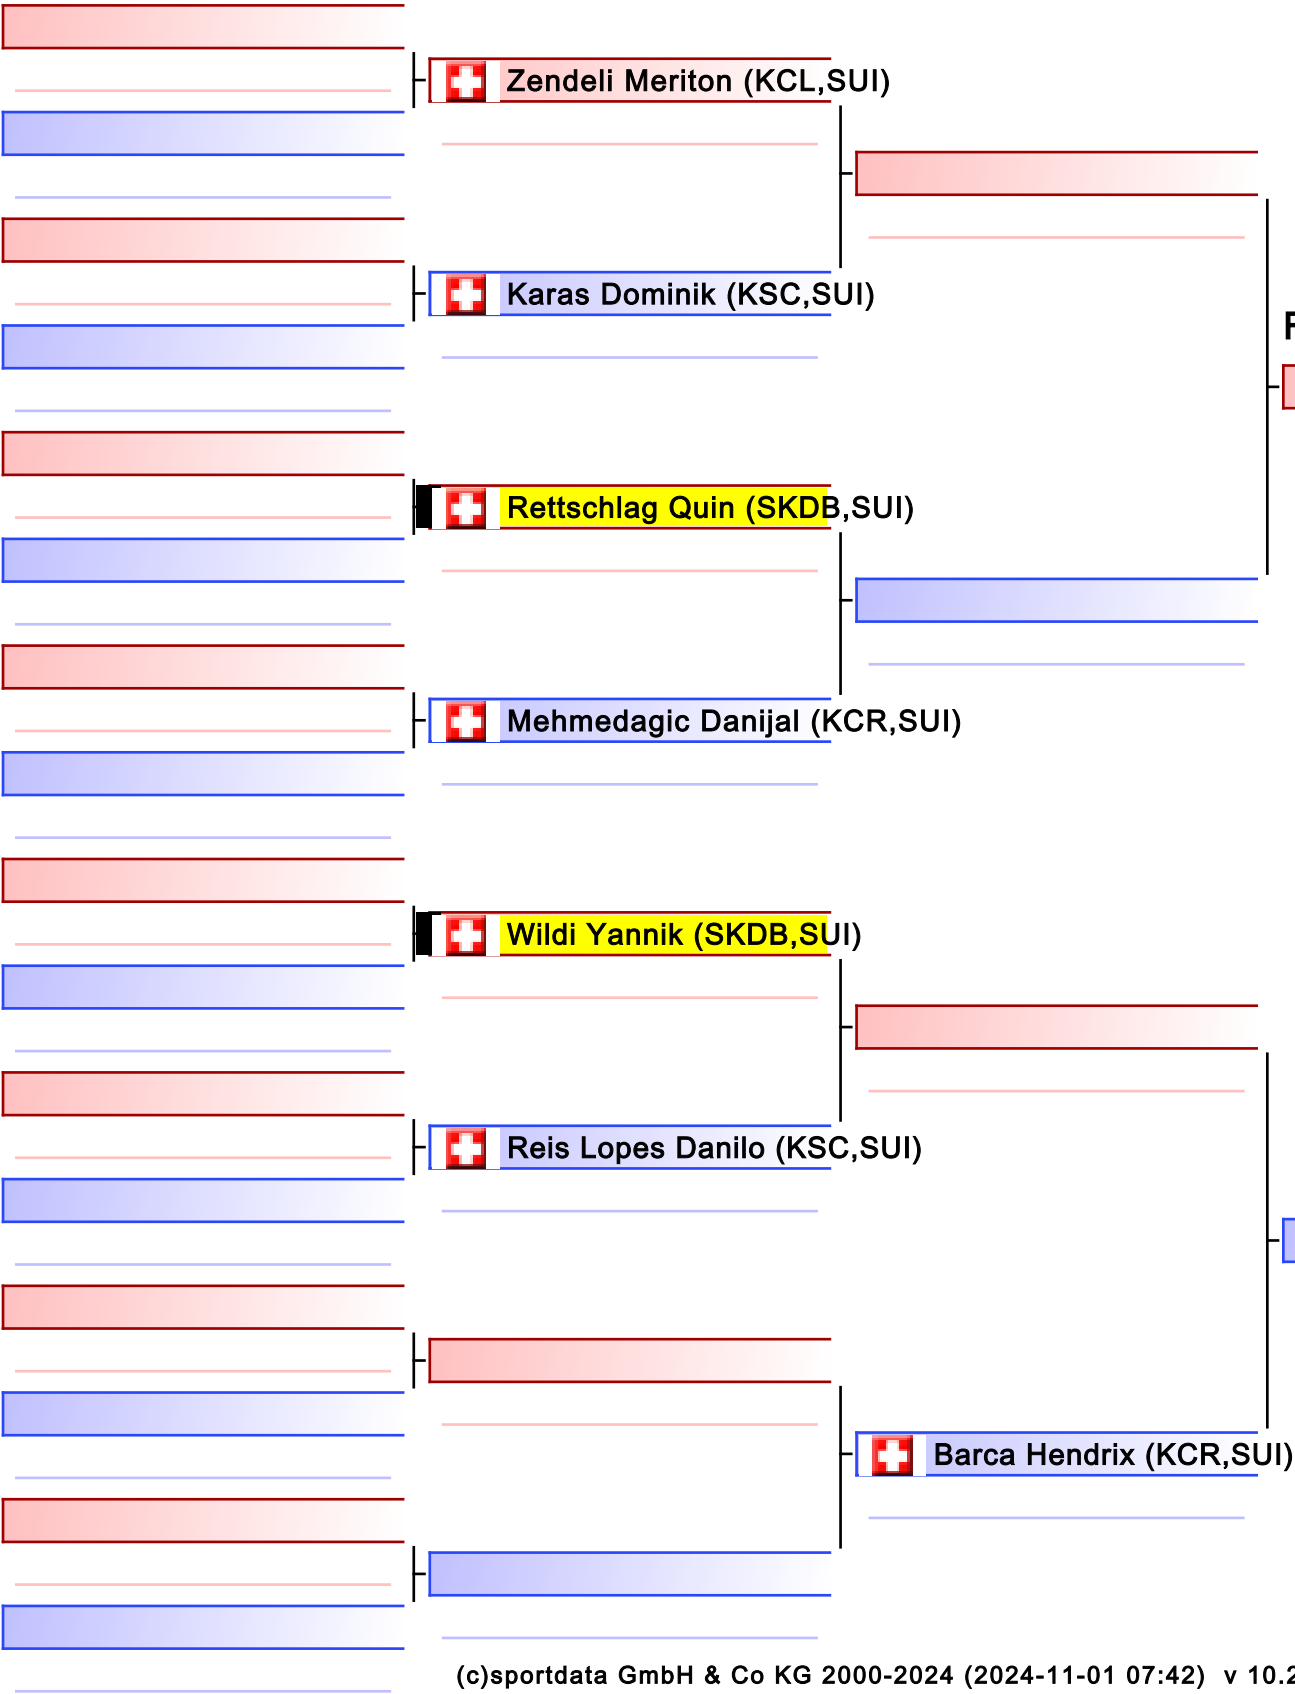 Zendeli Meriton (KCL,SUI)
Karas Dominik (KSC,SUI)
F
Rettschlag Quin (SKDB,SUI)
Mehmedagic Danijal (KCR,SUI)
Wildi Yannik (SKDB,SUI)
Reis Lopes Danilo (KSC,SUI)
Barca Hendrix (KCR,SUI)
(c)sportdata GmbH & Co KG 2000-2024 (2024-11-01 07:42) v 10.2